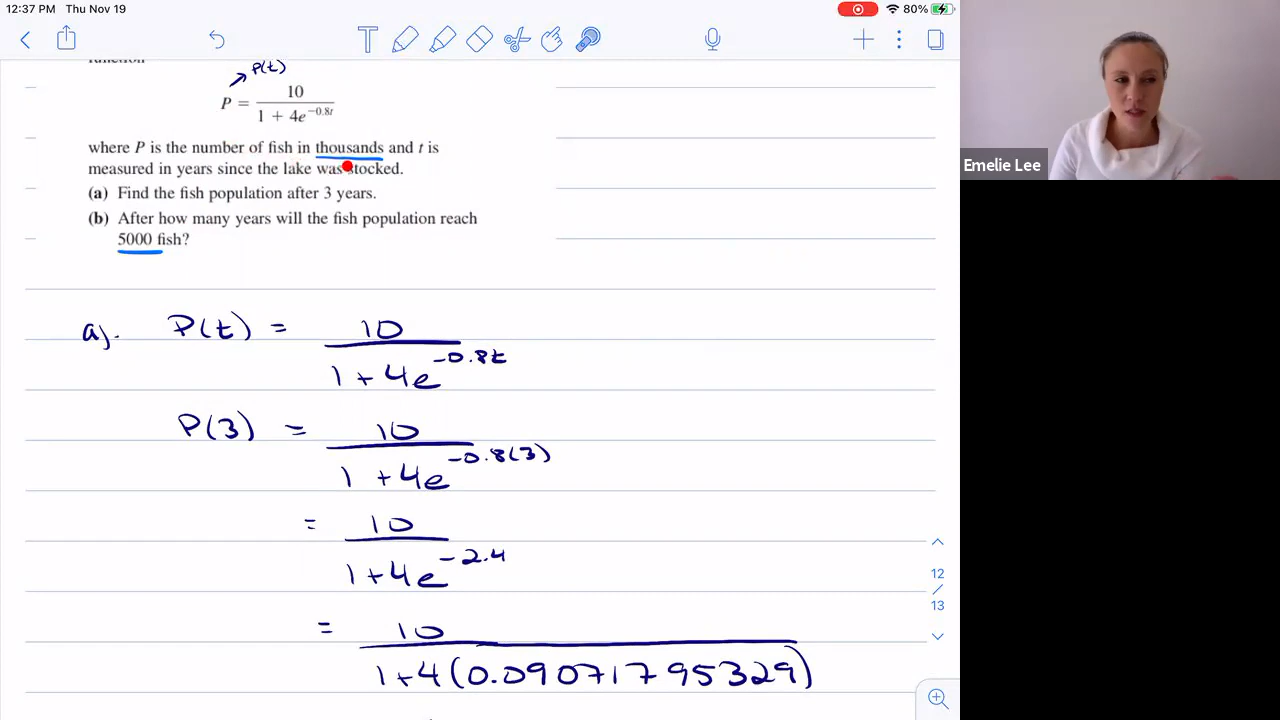 12:37 PM Thu Nov 19
80%
function
P(t)
P = 10 / 1 + 4e^−0.8t
where P is the number of fish in thousands and t is
measured in years since the lake was stocked.
(a) Find the fish population after 3 years.
(b) After how many years will the fish population reach
5000 fish?
a). P(t) = 10 / 1 + 4e^-0.8t
P(3) = 10 / 1 + 4e^-0.8(3)
= 10 / 1+4e^-2.4
= 10 / 1+4(0.09071795329)
12
/
13
Emelie Lee